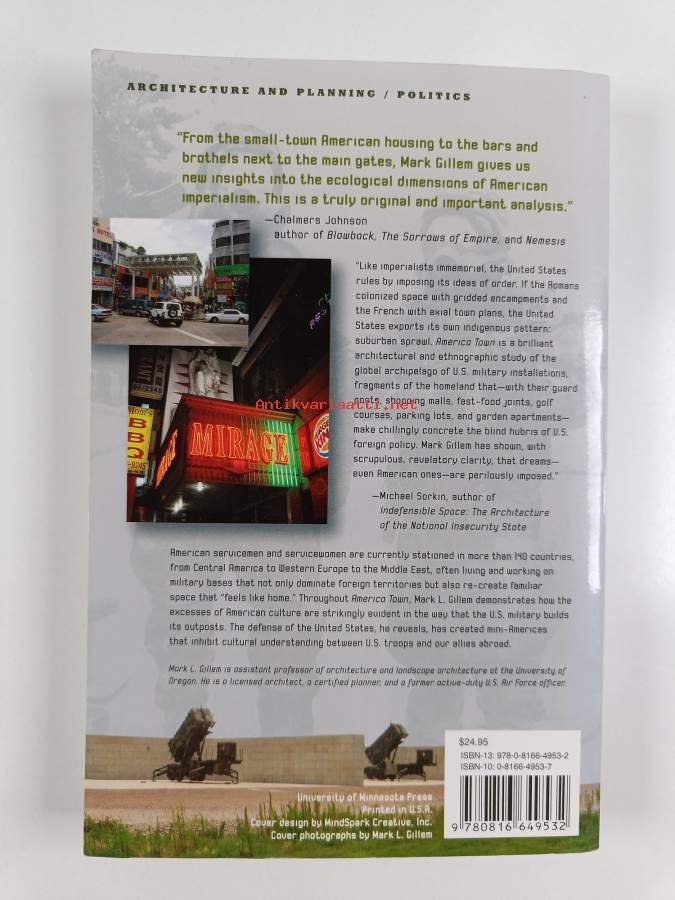 ARCHITECTURE AND PLANNING / POLITICS
"From the small-town American housing to the bars and
brothels next to the main gates, Mark Gillem gives us
new insights into the ecological dimensions of American
imperialism. This is a truly original and important analysis."
—Chalmers Johnson
author of Blowback, The Sorrows of Empire, and Nemesis
"Like imperialists immemorial, the United States
rules by imposing its ideas of order. If the Romans
colonized space with gridded encampments and
the French with axial town plans, the United
States exports its own indigenous pattern:
suburban sprawl. America Town is a brilliant
architectural and ethnographic study of the
global archipelago of U.S. military installations,
fragments of the homeland that—with their guard
posts, shopping malls, fast-food joints, golf
courses, parking lots, and garden apartments—
make chillingly concrete the blind hubris of U.S.
foreign policy. Mark Gillem has shown, with
scrupulous, revelatory clarity, that dreams—
even American ones—are perilously imposed."
—Michael Sorkin, author of
Indefensible Space: The Architecture
of the National Insecurity State
Antikvariaatti.net
MIRAGE
Mom's
BBQ
BURGER
KING
American servicemen and servicewomen are currently stationed in more than 140 countries,
from Central America to Western Europe to the Middle East, often living and working on
military bases that not only dominate foreign territories but also re-create familiar
space that "feels like home." Throughout America Town, Mark L. Gillem demonstrates how the
excesses of American culture are strikingly evident in the way that the U.S. military builds
its outposts. The defense of the United States, he reveals, has created mini-Americas
that inhibit cultural understanding between U.S. troops and our allies abroad.
Mark L. Gillem is assistant professor of architecture and landscape architecture at the University of
Oregon. He is a licensed architect, a certified planner, and a former active-duty U.S. Air Force officer.
$24.95
ISBN-13: 978-0-8166-4953-2
ISBN-10: 0-8166-4953-7
9 780816 649532
University of Minnesota Press
Printed in U.S.A.
Cover design by MindSpark Creative, Inc.
Cover photographs by Mark L. Gillem